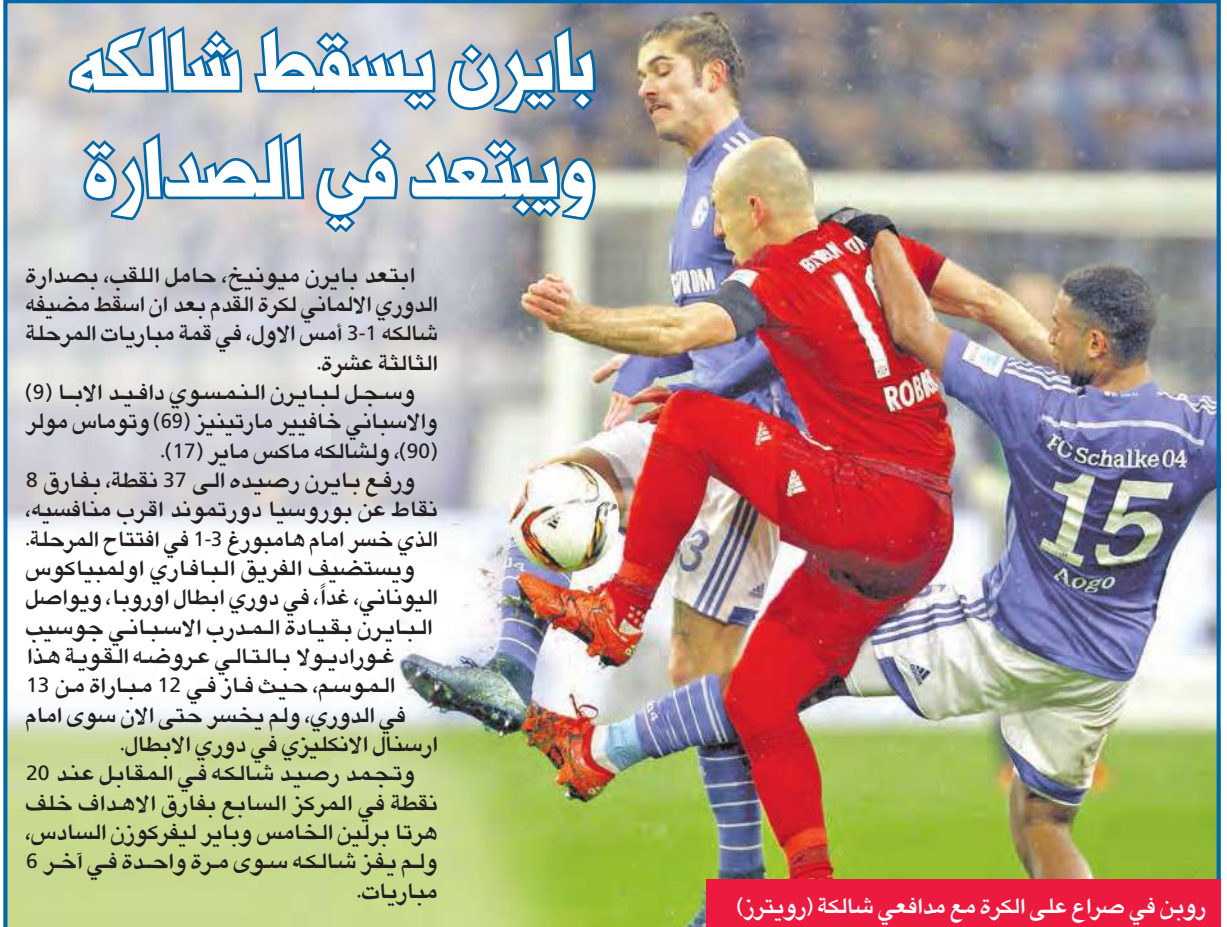 بايرن يسقط شالكه
ويبتعد في الصدارة
ابتعد بايرن ميونيخ، حامل اللقب، بصدارة
الدوري الالماني لكرة القدم بعد ان اسقط مضيفه
شالكه 1-3 أمس الاول، في قمة مباريات المرحلة
الثالثة عشرة.
وسجل لبايرن النمسوي دافيد الابا (9)
والاسباني خافيير مارتينيز (69) وتوماس مولر
(90)، ولشالكه ماكس ماير (17).
ورفع بايرن رصيده الى 37 نقطة، بفارق 8
نقاط عن بوروسيا دورتموند اقرب منافسيه،
الذي خسر امام هامبورغ 3-1 في افتتاح المرحلة.
ويستضيف الفريق البافاري اولمبياكوس
اليوناني، غداً، في دوري ابطال اوروبا، ويواصل
البايرن بقيادة المدرب الاسباني جوسيب
غوراديولا بالتالي عروضه القوية هذا
الموسم، حيث فاز في 12 مباراة من 13
في الدوري، ولم يخسر حتى الان سوى امام
ارسنال الانكليزي في دوري الابطال.
وتجمد رصيد شالكه في المقابل عند 20
نقطة في المركز السابع بفارق الاهداف خلف
هرتا برلين الخامس وباير ليفركوزن السادس،
ولم يفز شالكه سوى مرة واحدة في آخر 6
مباريات.
FC Schalke 04
15
Aogo
روبن في صراع على الكرة مع مدافعي شالكة (رويترز)